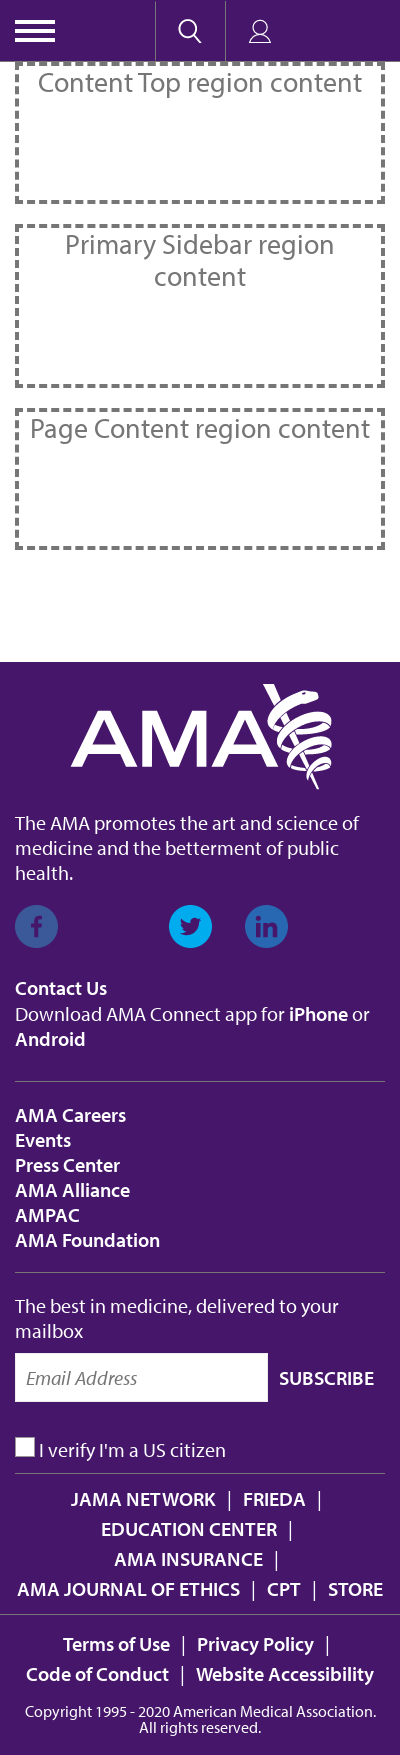 Content Top region content
Primary Sidebar region
content
Page Content region content
AMA
The AMA promotes the art and science of
medicine and the betterment of public
health.
Contact Us
Download AMA Connect app for iPhone or
Android
AMA Careers
Events
Press Center
AMA Alliance
AMPAC
AMA Foundation
The best in medicine, delivered to your
mailbox
Email Address SUBSCRIBE
I verify I'm a US citizen
JAMA NETWORK | FRIEDA |
EDUCATION CENTER |
AMA INSURANCE |
AMA JOURNAL OF ETHICS | CPT | STORE
Terms of Use | Privacy Policy |
Code of Conduct | Website Accessibility
Copyright 1995 - 2020 American Medical Association.
All rights reserved.